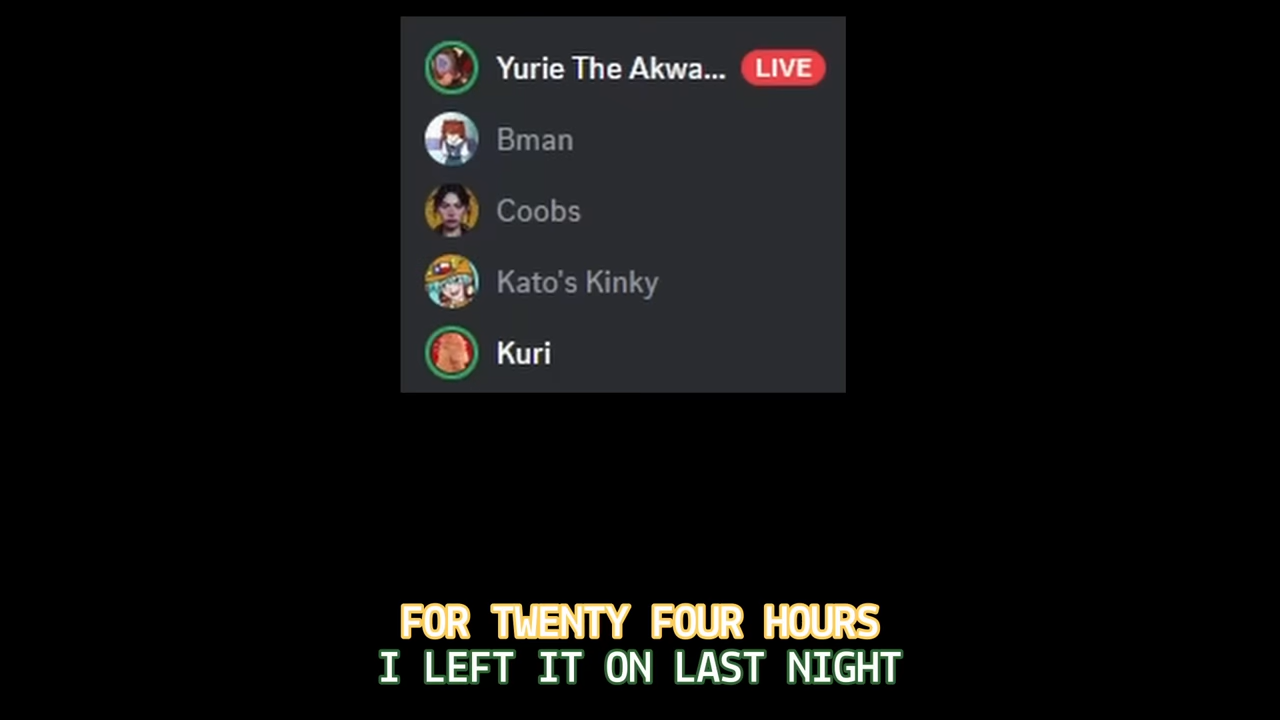 Yurie The Akwa... LIVE
Bman
Coobs
Kato's Kinky
Kuri
FOR TWENTY FOUR HOURS
I LEFT IT ON LAST NIGHT